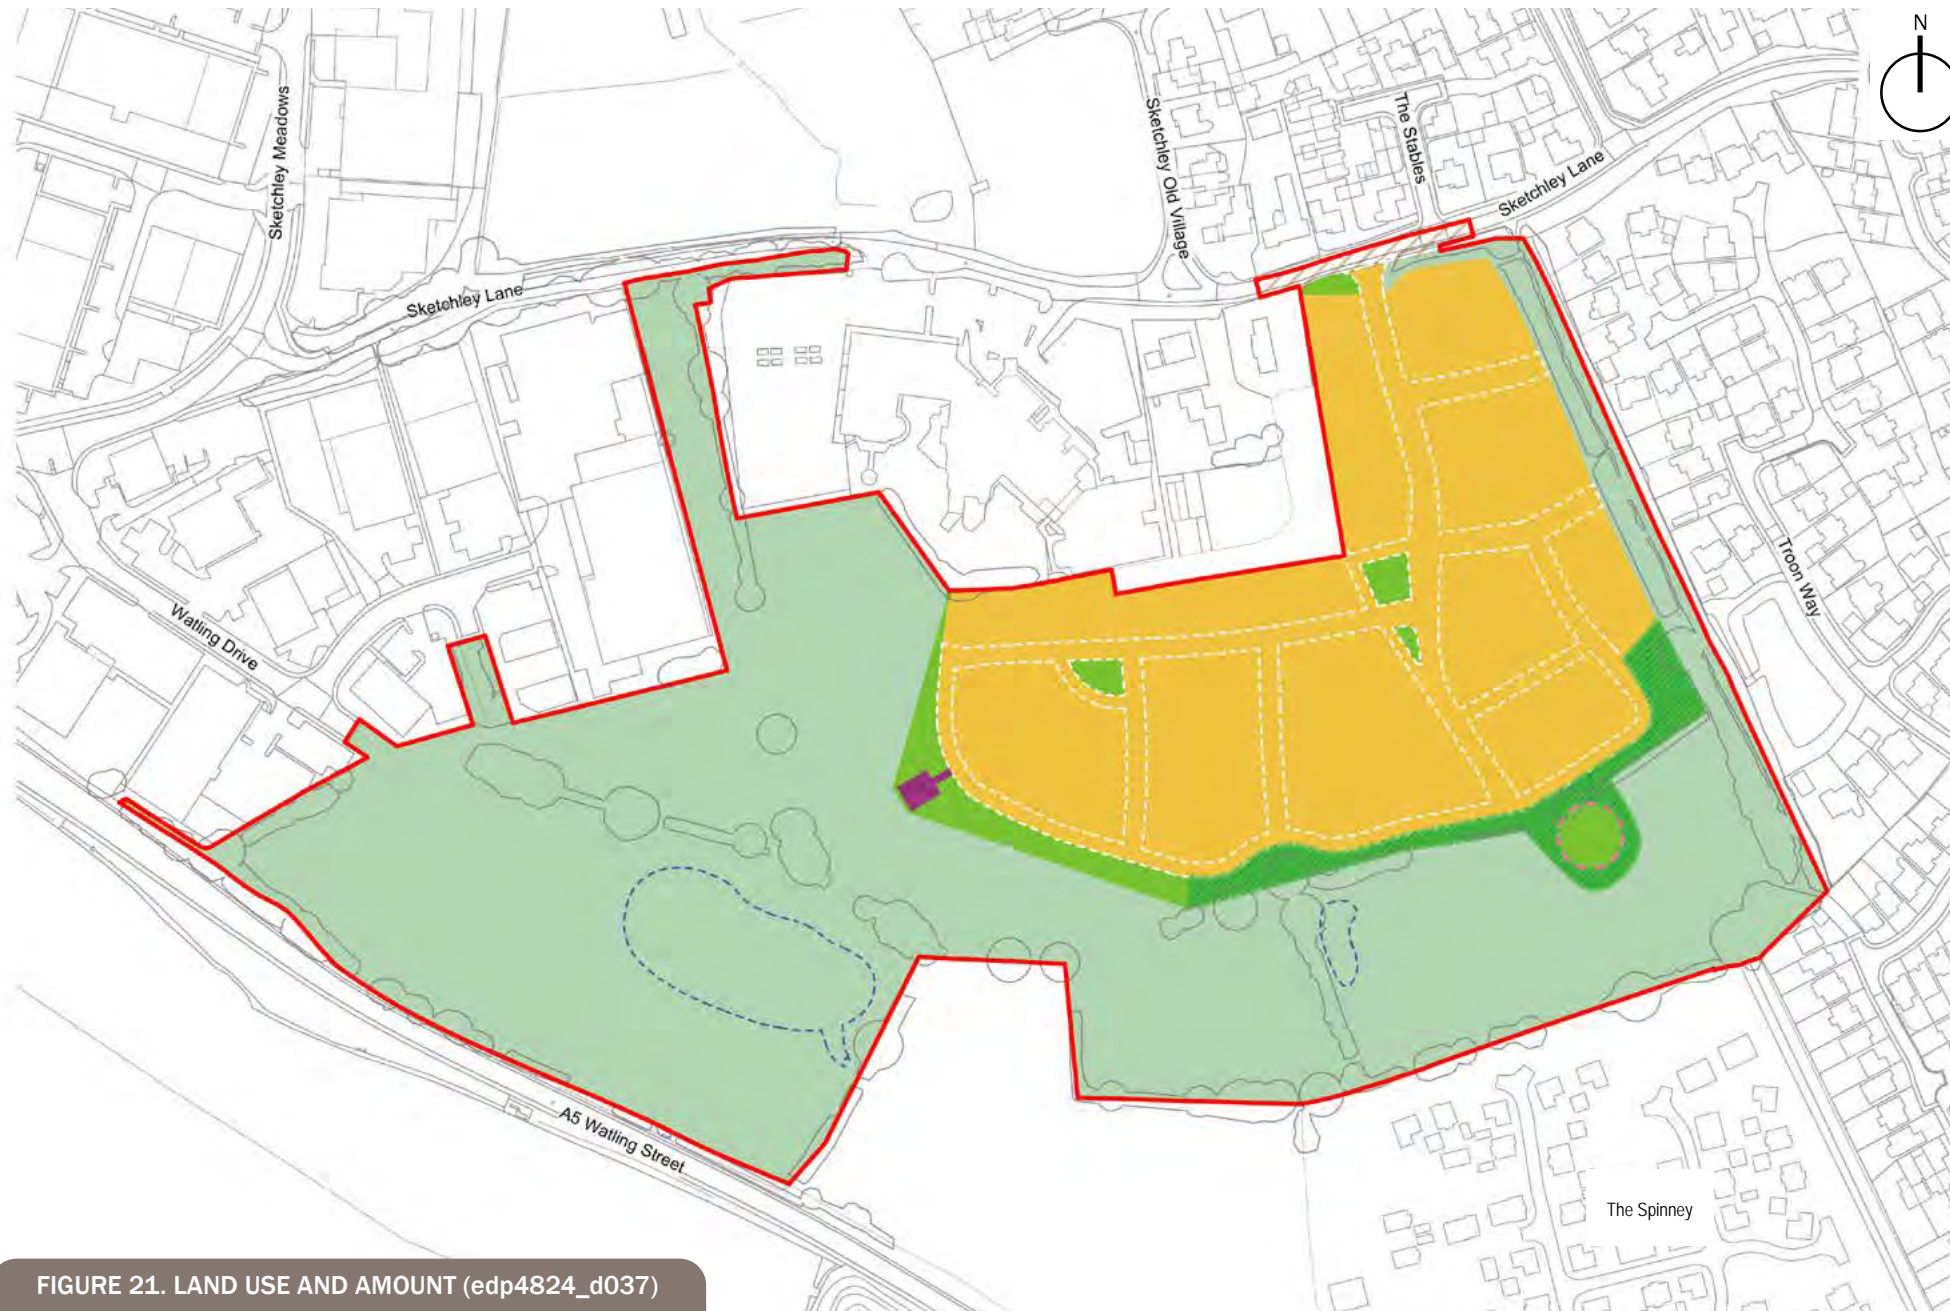 N
Sketchley Meadows
Sketchley Old Village
The Stables
Sketchley Lane
Sketchley Lane
Troon Way
Watling Drive
A5 Watling Street
The Spinney
FIGURE 21. LAND USE AND AMOUNT (edp4824_d037)